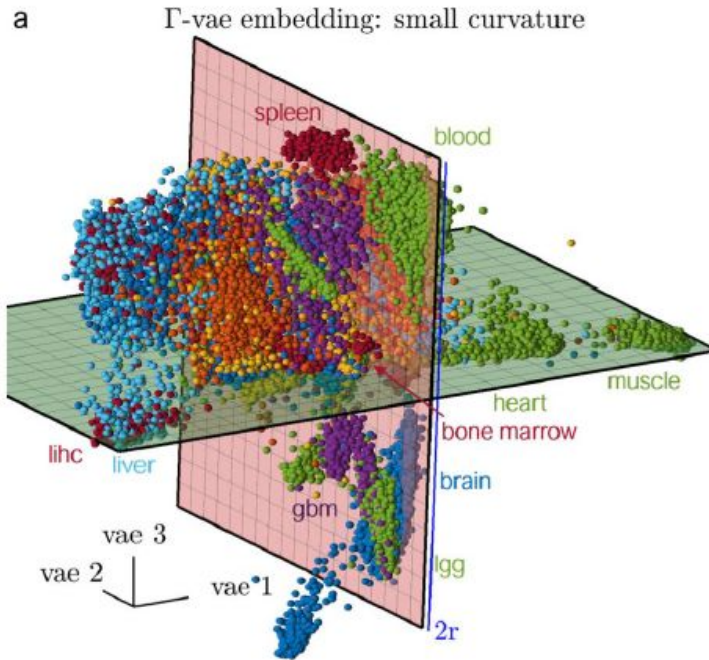 a
Γ-vae embedding: small curvature
spleen
blood
muscle
heart
bone marrow
lihc
liver
brain
gbm
lgg
vae 3
vae 2
vae 1
2r